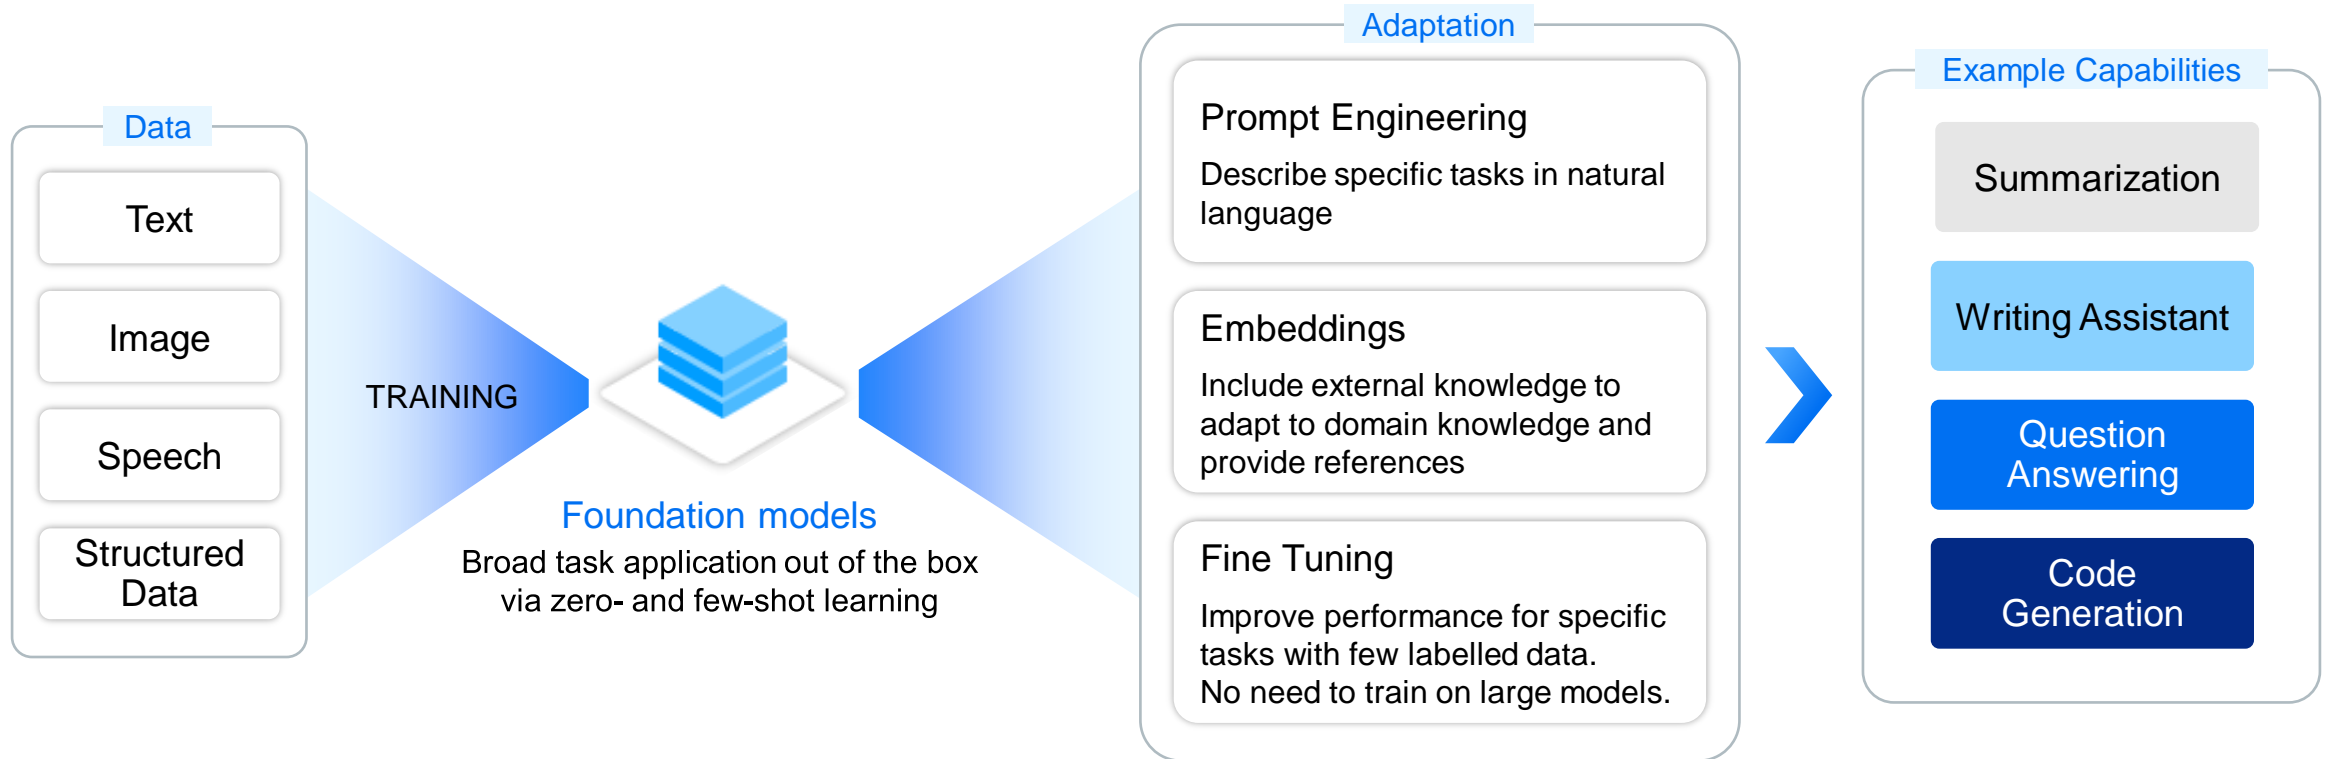 Data
Text
Image
Speech
Structured
Data
TRAINING
Foundation models
Broad task application out of the box
via zero- and few-shot learning
Adaptation
Prompt Engineering
Describe specific tasks in natural
language
Embeddings
Include external knowledge to
adapt to domain knowledge and
provide references
Fine Tuning
Improve performance for specific
tasks with few labelled data.
No need to train on large models.
Example Capabilities
Summarization
Writing Assistant
Question
Answering
Code
Generation